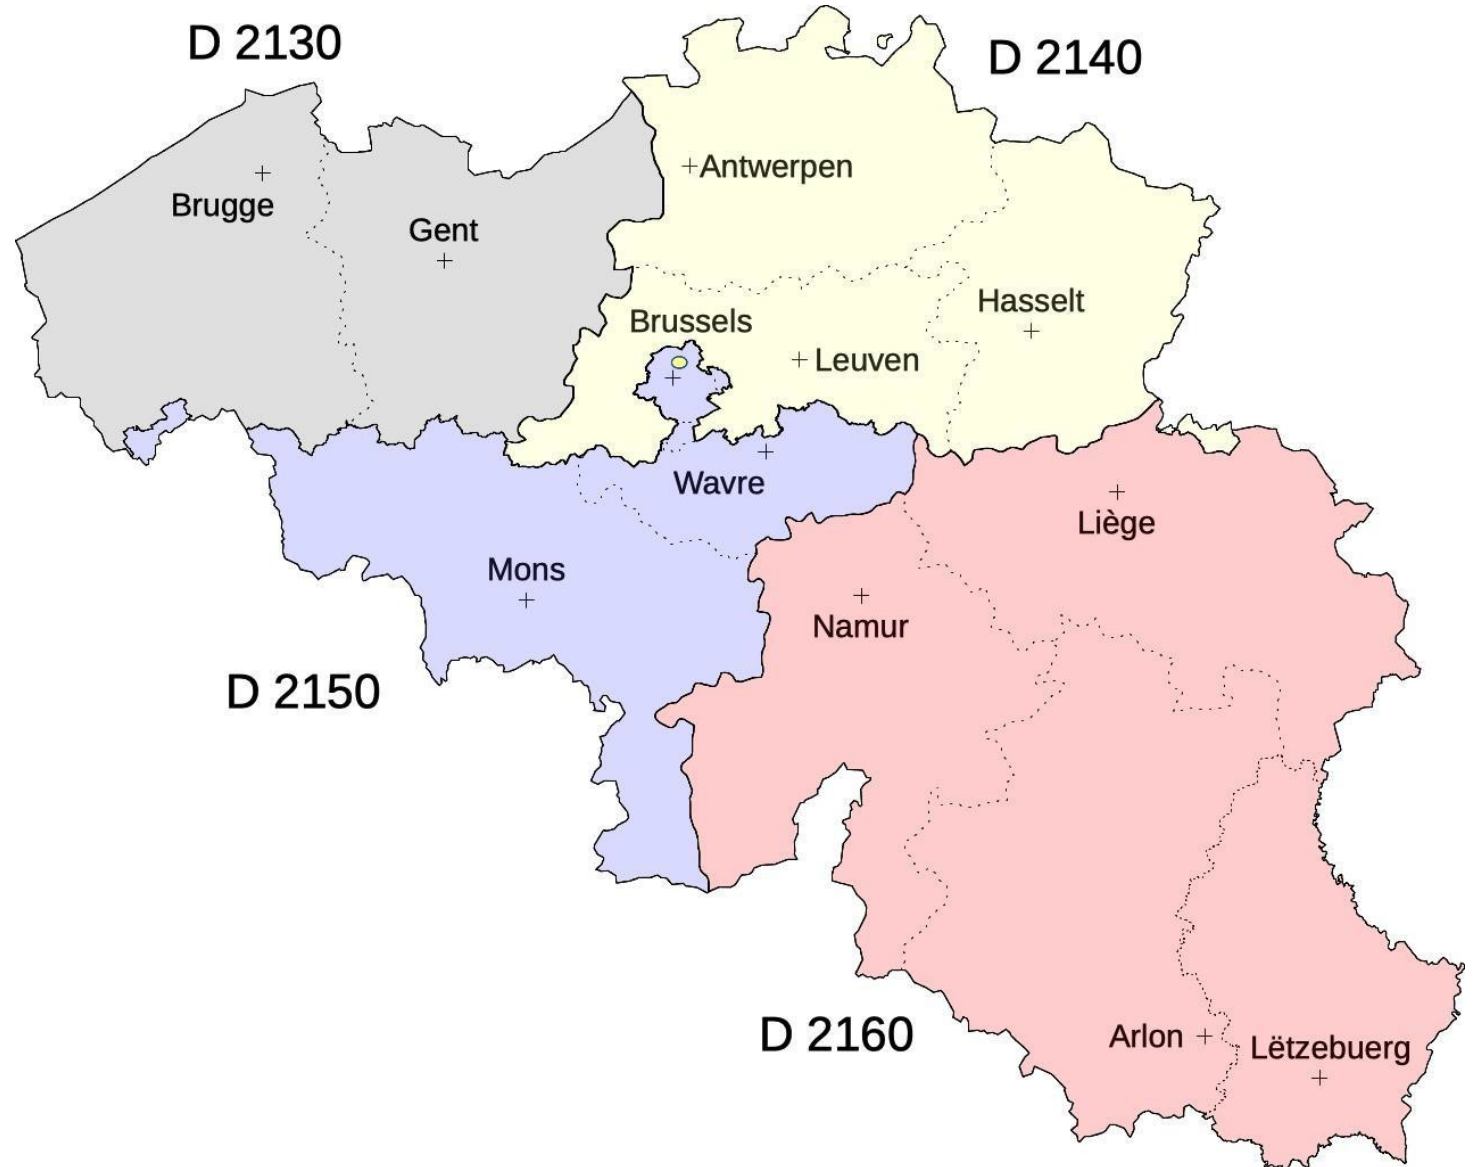 D 2130
D 2140
Antwerpen
Brugge
Gent
Hasselt
Brussels
Leuven
Wavre
Liège
Mons
Namur
D 2150
D 2160
Arlon
Lëtzebuerg